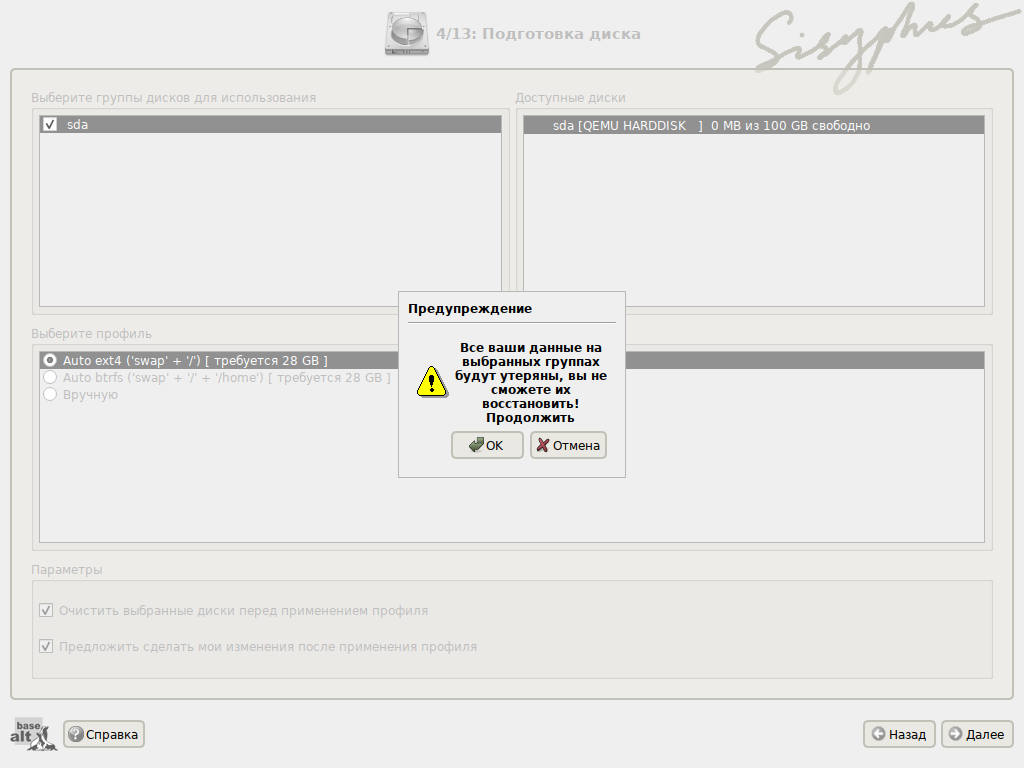 4/13: Подготовка диска
Sisyphus
Выберите группы дисков для использования
Доступные диски
sda
sda [QEMU HARDDISK   ]  0 MB из 100 GB свободно
Выберите профиль
Auto ext4 ('swap' + '/') [ требуется 28 GB ]
Auto btrfs ('swap' + '/' + '/home') [ требуется 28 GB ]
Вручную
Предупреждение
Все ваши данные на
выбранных группах
будут утеряны, вы не
сможете их
восстановить!
Продолжить
OK
Отмена
Параметры
Очистить выбранные диски перед применением профиля
Предложить сделать мои изменения после применения профиля
base
alt
Справка
Назад
Далее